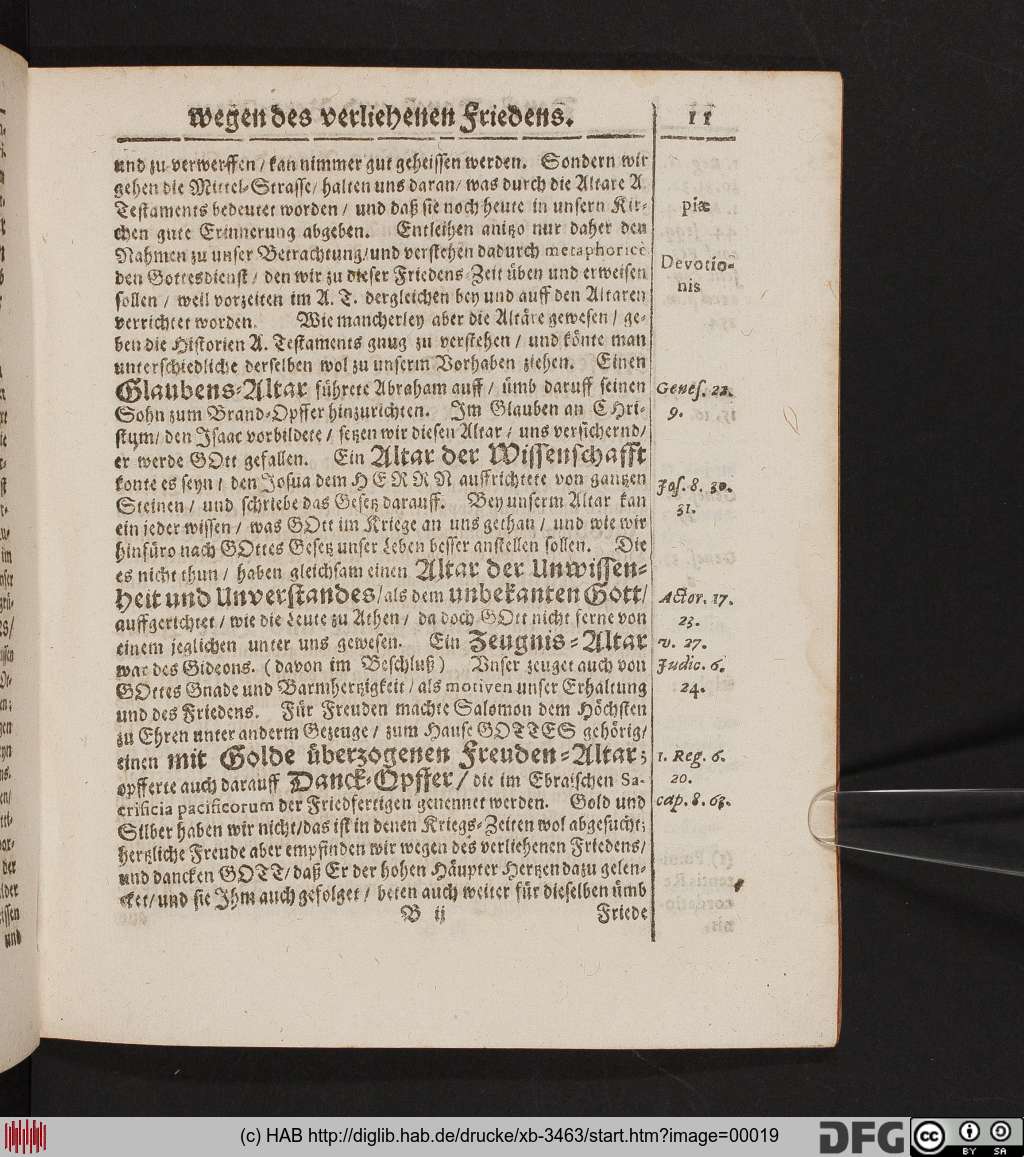 wegen des verliehenen Friedens. 11
und zu verwerffen / kan nimmer gut geheissen werden. Sondern wir
gehen die Mittel-Strasse / halten uns daran / was durch die Altare A.
Testaments bedeutet worden / und daß sie noch heute in unsern Kir-
chen gute Erinnerung abgeben. Entleihen anitzo nur daher den
Nahmen zu unser Betrachtung / und verstehen dadurch metaphoricè
den Gottesdienst / den wir zu dieser Friedens-Zeit üben und erweisen
sollen / weil vorzeiten im A. T. dergleichen bey und auff den Altaren
verrichtet worden. Wie mancherley aber die Altäre gewesen / ge-
ben die Historien A. Testaments gnug zu verstehen / und könte man
unterschiedliche derselben wol zu unserm Vorhaben ziehen. Einen
Glaubens-Altar führete Abraham auff / ümb daruff seinen
Sohn zum Brand-Opffer hinzurichten. Im Glauben an CHri-
stum / den Isaac vorbildete / setzen wir diesen Altar / uns versichernd /
er werde GOtt gefallen. Ein Altar der Wissenschafft
konte es seyn / den Josua dem HERRN auffrichtete von gantzen
Steinen / und schriebe das Gesetz darauff. Bey unserm Altar kan
ein jeder wissen / was GOtt im Kriege an uns gethan / und wie wir
hinfüro nach GOttes Gesetz unser Leben besser anstellen sollen. Die
es nicht thun / haben gleichsam einen Altar der Unwissen-
heit und Unverstandes / als dem unbekanten Gott /
auffgerichtet / wie die Leute zu Athen / da doch GOtt nicht ferne von
einem jeglichen unter uns gewesen. Ein Zeugnis-Altar
war des Gideons. (davon im Beschluß) Unser zeuget auch von
GOttes Gnade und Barmhertzigkeit / als motiven unser Erhaltung
und des Friedens. Für Freuden machte Salomon dem Höchsten
zu Ehren unter anderm Gezeuge / zum Hause GOTTES gehörig /
einen mit Golde überzogenen Freuden-Altar;
opfferte auch darauff Danck-Opffer / die im Ebraischen Sa-
crificia pacificorum der Friedfertigen genennet werden. Gold und
Silber haben wir nicht / das ist in denen Kriegs-Zeiten wol abgesucht;
hertzliche Freude aber empfinden wir wegen des verliehenen Friedens /
und dancken GOTT / daß Er der hohen Häupter Hertzen dazu gelen-
cket / und sie Ihm auch gefolget / beten auch weiter für dieselben ümb
B ij Friede
piæ
Devotio-
nis
Genes. 22.
9.
Jos. 8. 30.
31.
Actor. 17.
23.
v. 27.
Judic. 6.
24.
1. Reg. 6.
20.
cap. 8. 63.
(c) HAB http://diglib.hab.de/drucke/xb-3463/start.htm?image=00019
DFG
cc BY SA